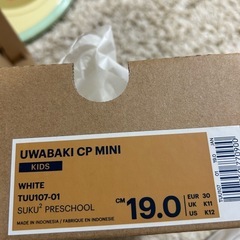 UWABAKI CP MINI
KIDS
WHITE
TUU107-01
SUKU² PRESCHOOL
MADE IN INDONESIA / FABRIQUE EN INDONESIE
CM 19.0
EUR 30
UK K11
US K12